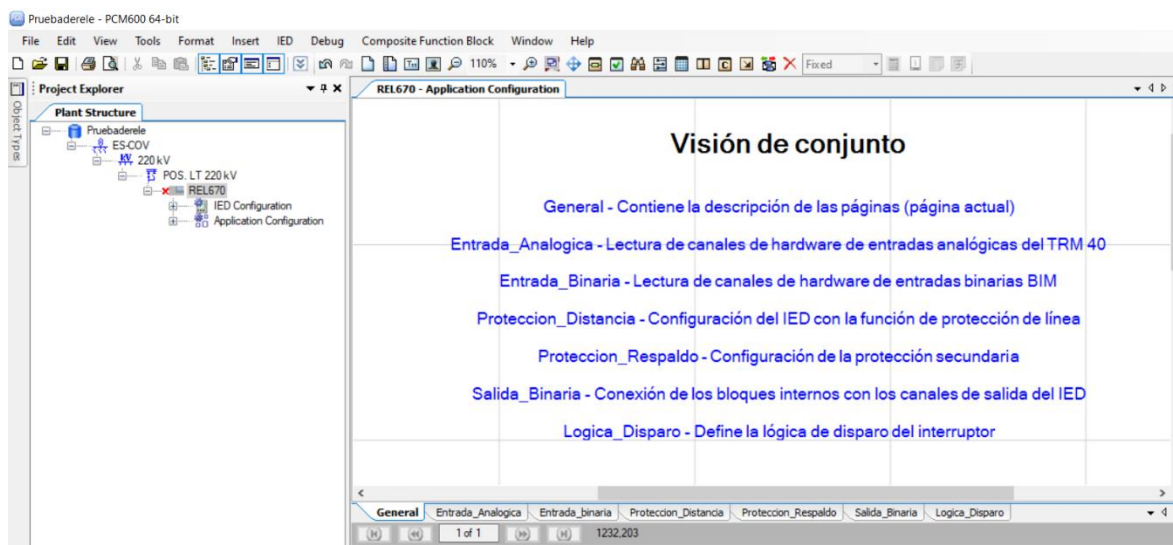 Pruebaderele - PCM600 64-bit
File Edit View Tools Format Insert IED Debug Composite Function Block Window Help
110% Fixed
Project Explorer
REL670 - Application Configuration
Object Types
Plant Structure
Pruebaderele
ES-COV
220 kV
POS. LT 220 kV
REL670
IED Configuration
Application Configuration
Visión de conjunto
General - Contiene la descripción de las páginas (página actual)
Entrada_Analogica - Lectura de canales de hardware de entradas analógicas del TRM 40
Entrada_Binaria - Lectura de canales de hardware de entradas binarias BIM
Proteccion_Distancia - Configuración del IED con la función de protección de línea
Proteccion_Respaldo - Configuración de la protección secundaria
Salida_Binaria - Conexión de los bloques internos con los canales de salida del IED
Logica_Disparo - Define la lógica de disparo del interruptor
General Entrada_Analogica Entrada_binaria Proteccion_Distancia Proteccion_Respaldo Salida_Binaria Logica_Disparo
1 of 1 1232,203